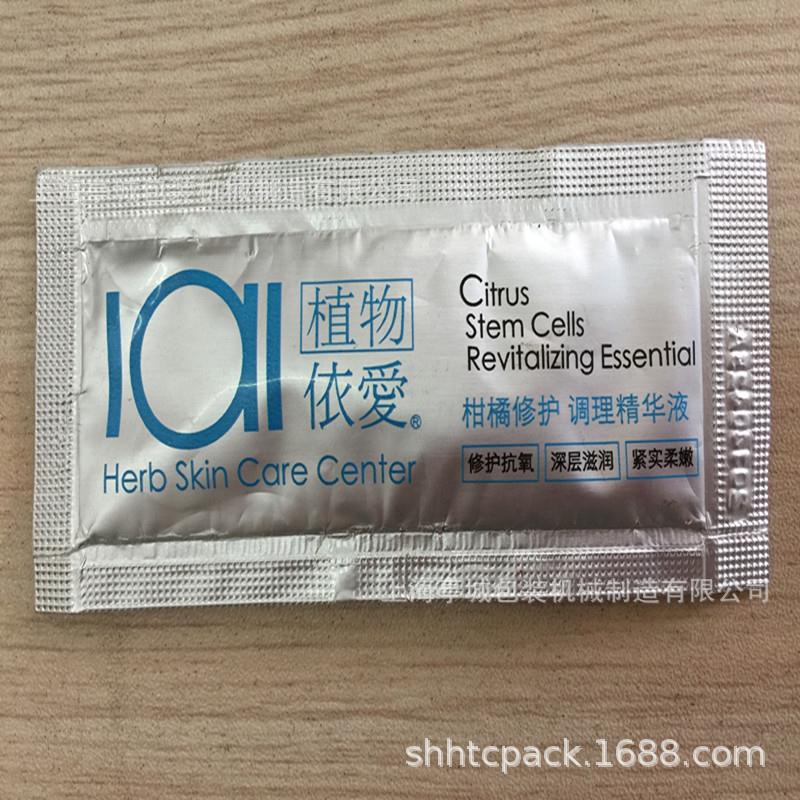 IAI
植物
依愛®
Herb Skin Care Center
Citrus
Stem Cells
Revitalizing Essential
柑橘修护 调理精华液
修护抗氧 深层滋润 紧实柔嫩
城包装机械制造有限公司
shhtcpack.1688.com